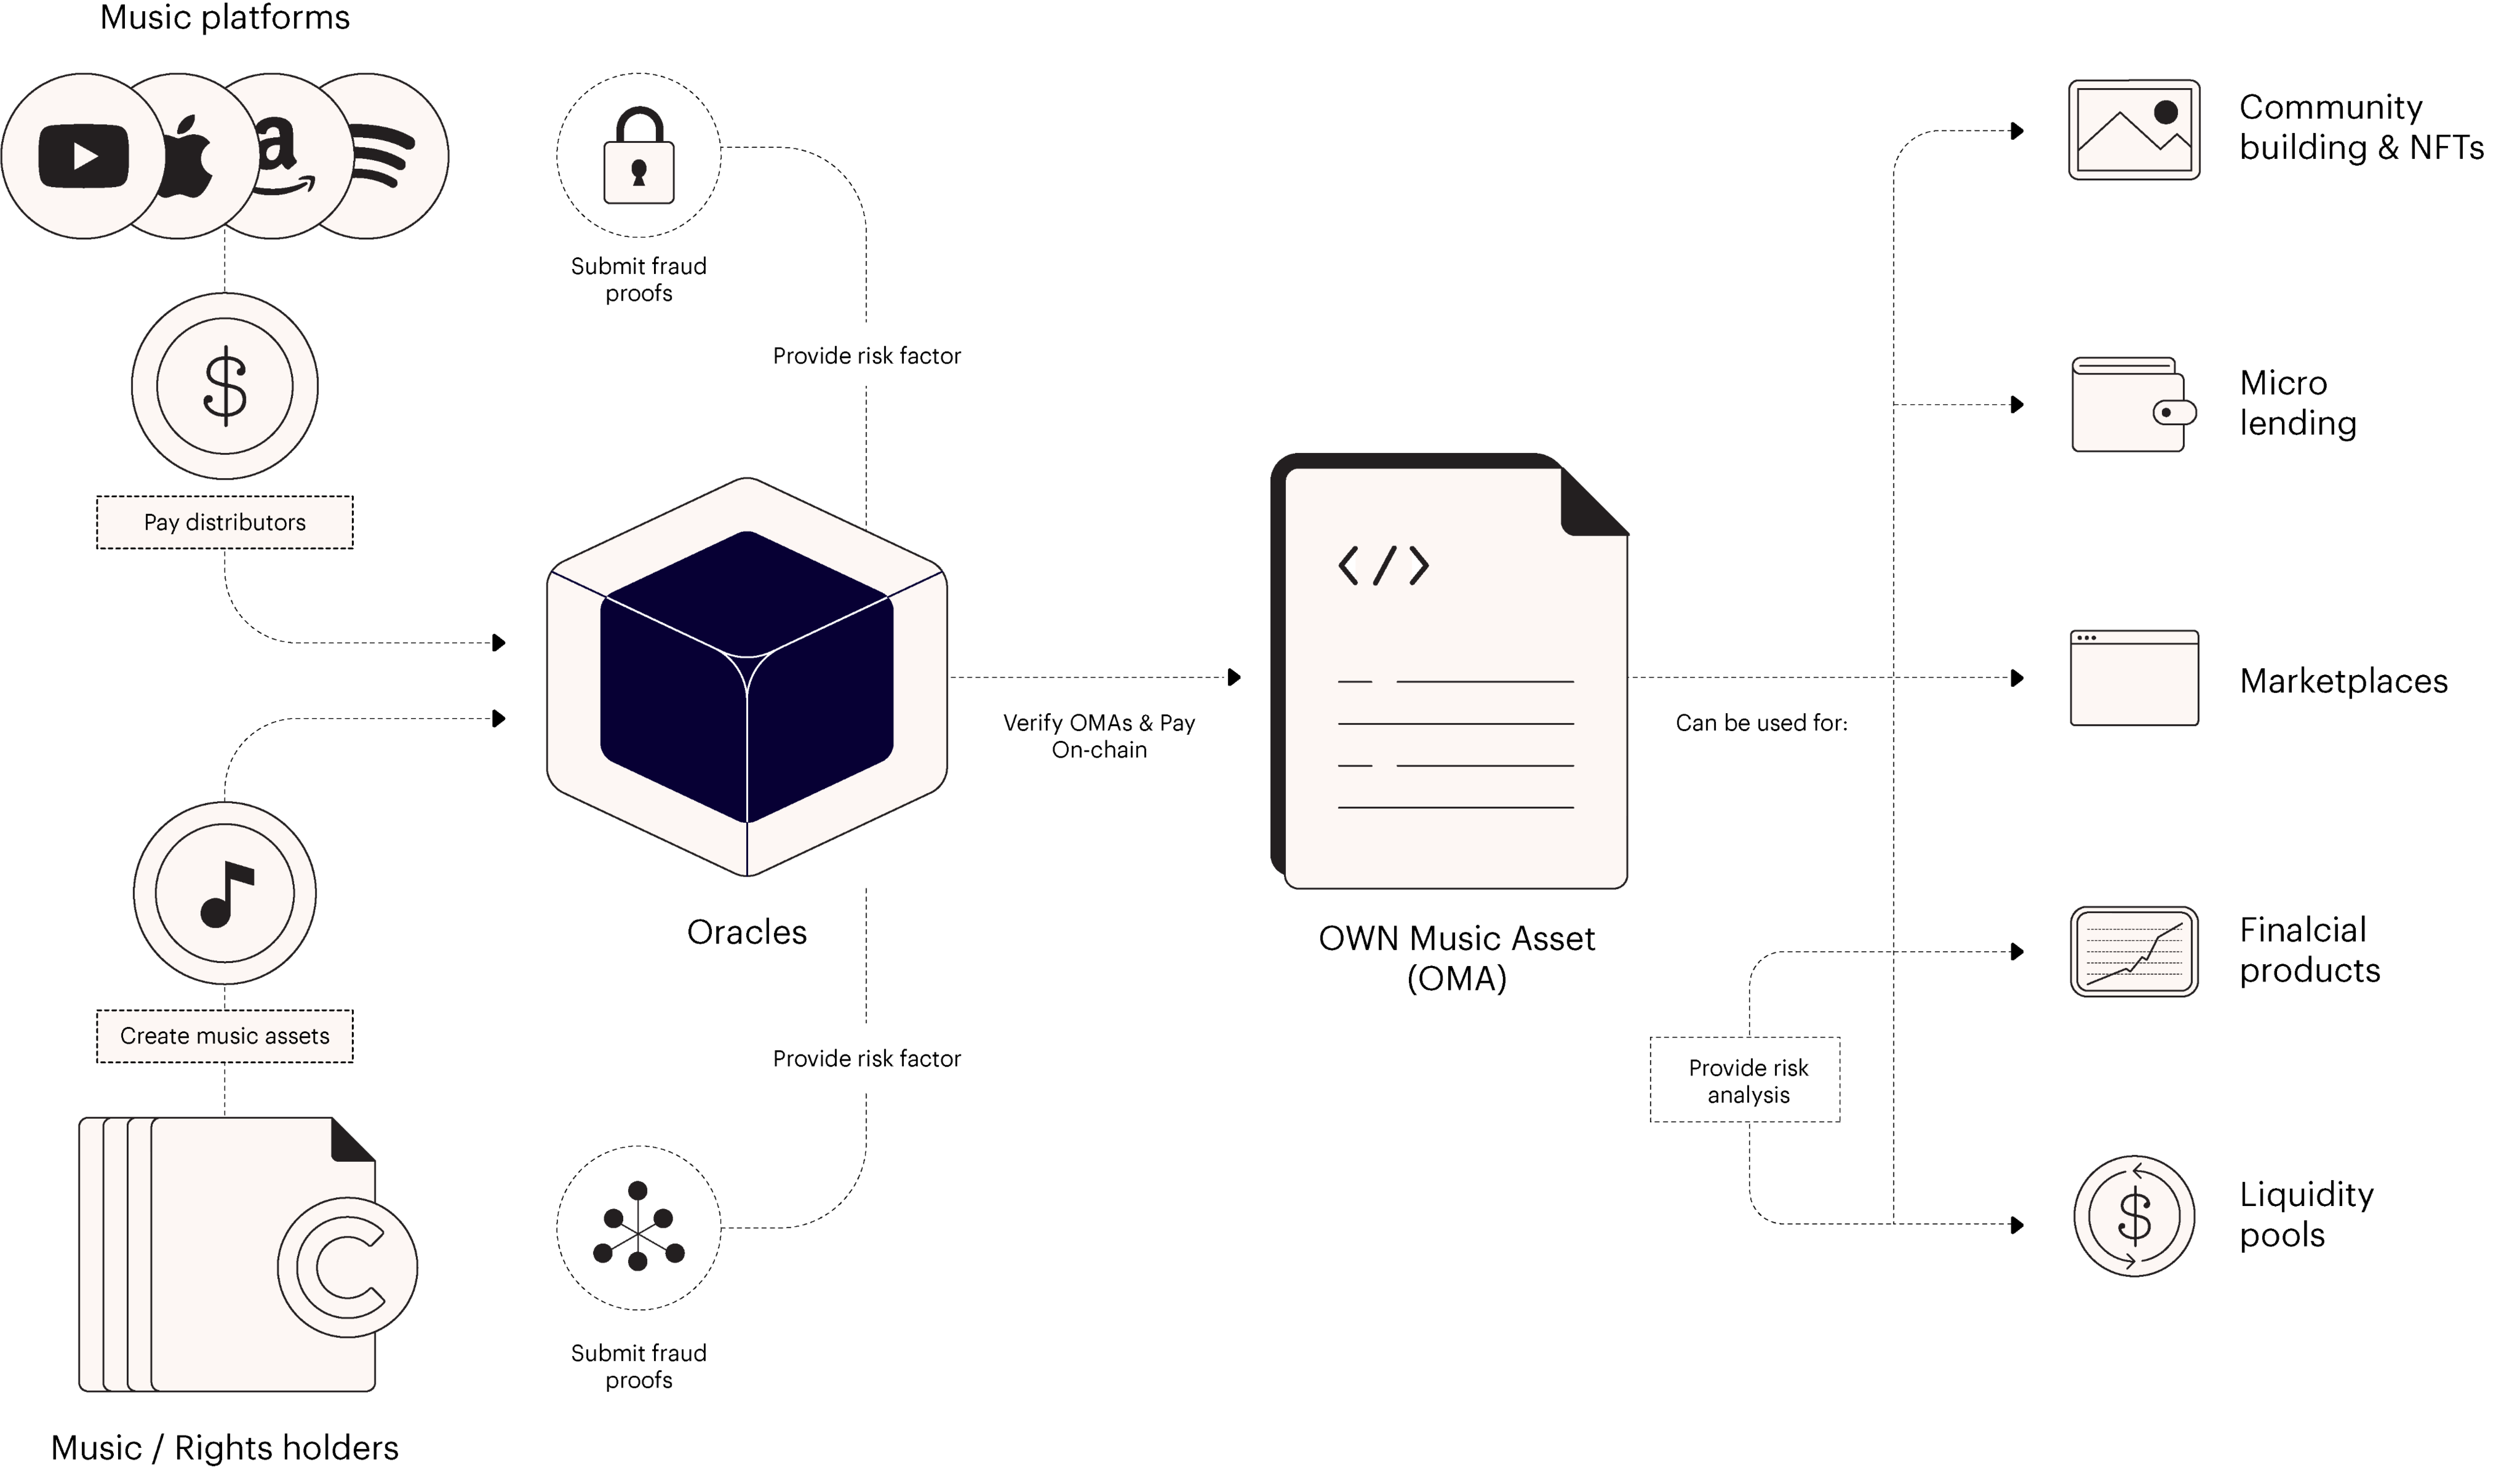 Music platforms
Submit fraud
proofs
Provide risk factor
Pay distributors
Create music assets
Music / Rights holders
Oracles
Provide risk factor
Submit fraud
proofs
Verify OMAs & Pay
On-chain
OWN Music Asset
(OMA)
Can be used for:
Provide risk
analysis
Community
building & NFTs
Micro
lending
Marketplaces
Finalcial
products
Liquidity
pools